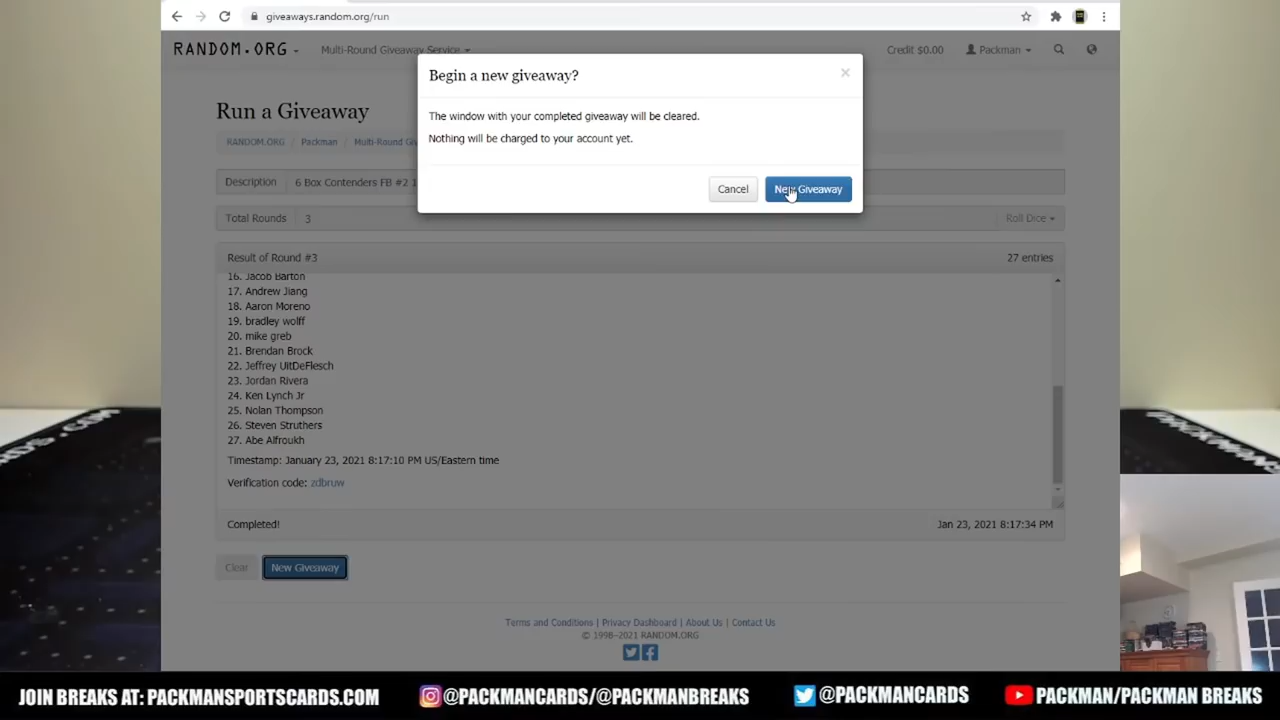 giveaways.random.org/run
RANDOM.ORG
Multi-Round Giveaway Service
Credit $0.00
Packman
Begin a new giveaway?
×
The window with your completed giveaway will be cleared.
Nothing will be charged to your account yet.
Cancel
New Giveaway
Run a Giveaway
RANDOM.ORG / Packman / Multi-Round
Description
6 Box Contenders FB #2
Total Rounds
3
Roll Dice
Result of Round #3
27 entries
16. Jacob Barton
17. Andrew Jiang
18. Aaron Moreno
19. bradley wolff
20. mike greb
21. Brendan Brock
22. Jeffrey UitDeFlesch
23. Jordan Rivera
24. Ken Lynch Jr
25. Nolan Thompson
26. Steven Struthers
27. Abe Alfroukh
Timestamp: January 23, 2021 8:17:10 PM US/Eastern time
Verification code: zdbruw
Completed!
Jan 23, 2021 8:17:34 PM
Clear
New Giveaway
Terms and Conditions | Privacy Dashboard | About Us | Contact Us
© 1998–2021 RANDOM.ORG
JOIN BREAKS AT: PACKMANSPORTSCARDS.COM
@PACKMANCARDS/@PACKMANBREAKS
@PACKMANCARDS
PACKMAN/PACKMAN BREAKS